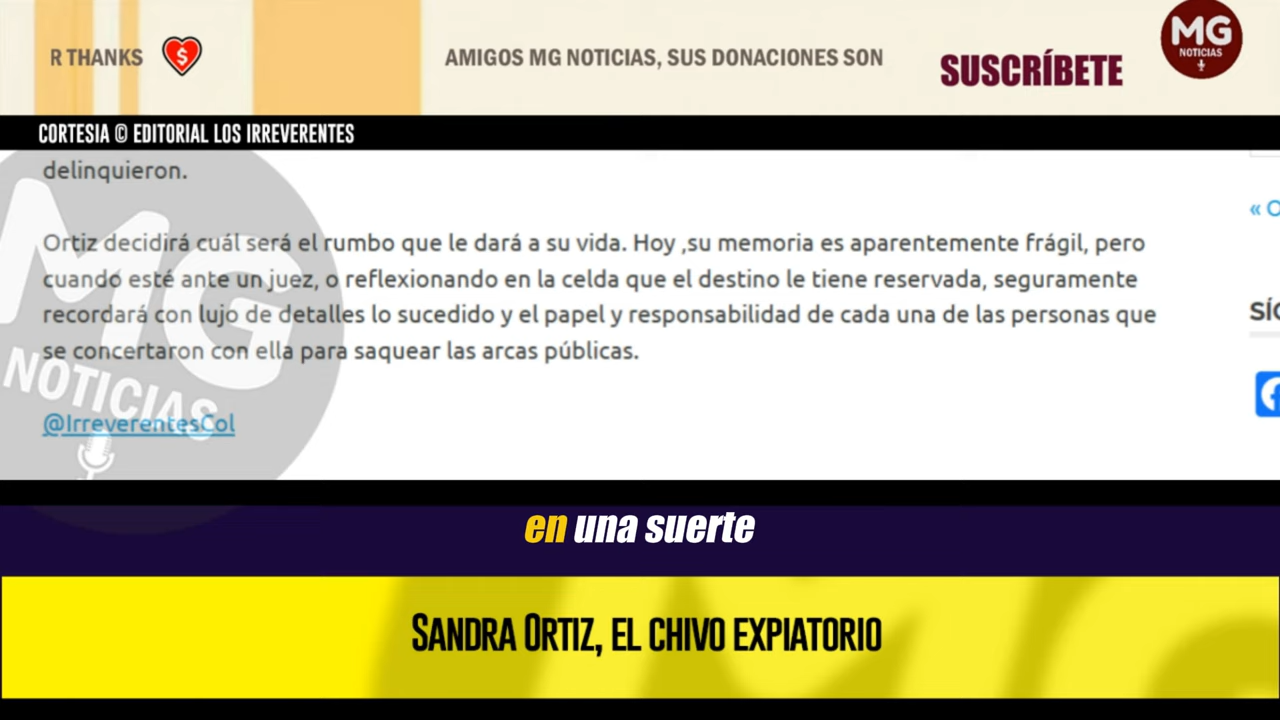 R THANKS
AMIGOS MG NOTICIAS, SUS DONACIONES SON
SUSCRÍBETE
MG
NOTICIAS
CORTESIA © EDITORIAL LOS IRREVERENTES
delinquieron.
« O
Ortiz decidirá cuál será el rumbo que le dará a su vida. Hoy ,su memoria es aparentemente frágil, pero
cuando esté ante un juez, o reflexionando en la celda que el destino le tiene reservada, seguramente
recordará con lujo de detalles lo sucedido y el papel y responsabilidad de cada una de las personas que
se concertaron con ella para saquear las arcas públicas.
SÍG
MG
NOTICIAS
@IrreverentesCol
en una suerte
SANDRA ORTIZ, EL CHIVO EXPIATORIO